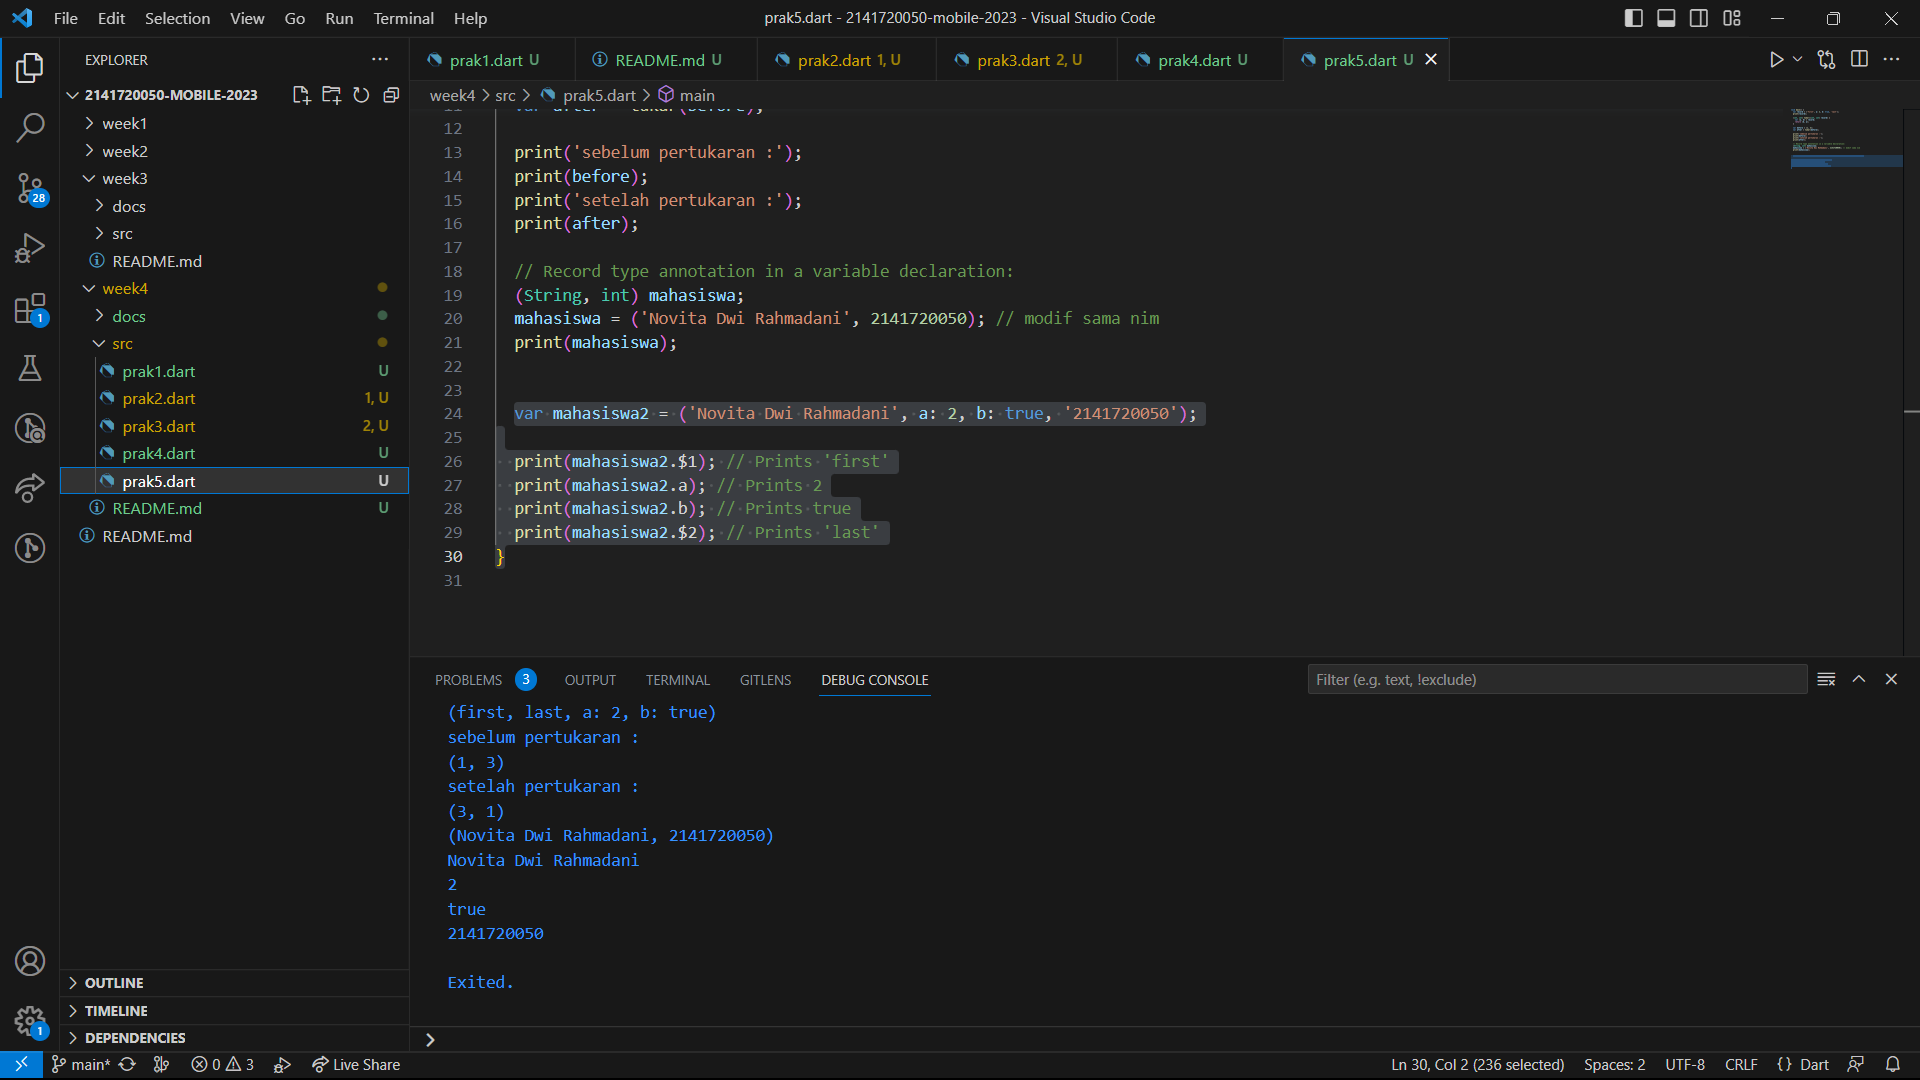 File Edit Selection View Go Run Terminal Help
prak5.dart - 2141720050-mobile-2023 - Visual Studio Code
EXPLORER
2141720050-MOBILE-2023
week1
week2
week3
docs
src
README.md
week4
docs
src
prak1.dart U
prak2.dart 1, U
prak3.dart 2, U
prak4.dart U
prak5.dart U
README.md U
README.md
OUTLINE
TIMELINE
DEPENDENCIES
28
1
1
prak1.dart U README.md U prak2.dart 1, U prak3.dart 2, U prak4.dart U prak5.dart U
week4 > src > prak5.dart > main
12
13 print('sebelum pertukaran :');
14 print(before);
15 print('setelah pertukaran :');
16 print(after);
17
18 // Record type annotation in a variable declaration:
19 (String, int) mahasiswa;
20 mahasiswa = ('Novita Dwi Rahmadani', 2141720050); // modif sama nim
21 print(mahasiswa);
22
23
24 var mahasiswa2 = ('Novita Dwi Rahmadani', a: 2, b: true, '2141720050');
25
26 print(mahasiswa2.$1); // Prints 'first'
27 print(mahasiswa2.a); // Prints 2
28 print(mahasiswa2.b); // Prints true
29 print(mahasiswa2.$2); // Prints 'last'
30 }
31
PROBLEMS 3 OUTPUT TERMINAL GITLENS DEBUG CONSOLE
Filter (e.g. text, !exclude)
(first, last, a: 2, b: true)
sebelum pertukaran :
(1, 3)
setelah pertukaran :
(3, 1)
(Novita Dwi Rahmadani, 2141720050)
Novita Dwi Rahmadani
2
true
2141720050
Exited.
main* 0 3 Live Share
Ln 30, Col 2 (236 selected) Spaces: 2 UTF-8 CRLF {} Dart